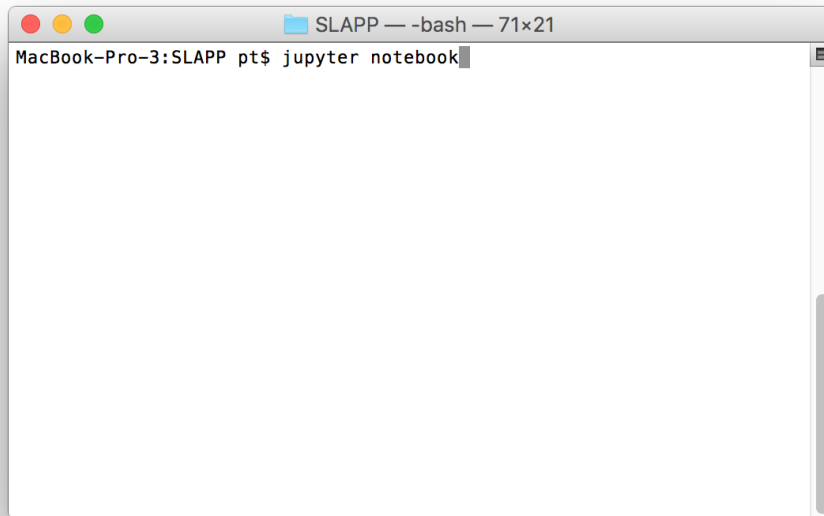 SLAPP — -bash — 71×21
MacBook-Pro-3:SLAPP pt$ jupyter notebook